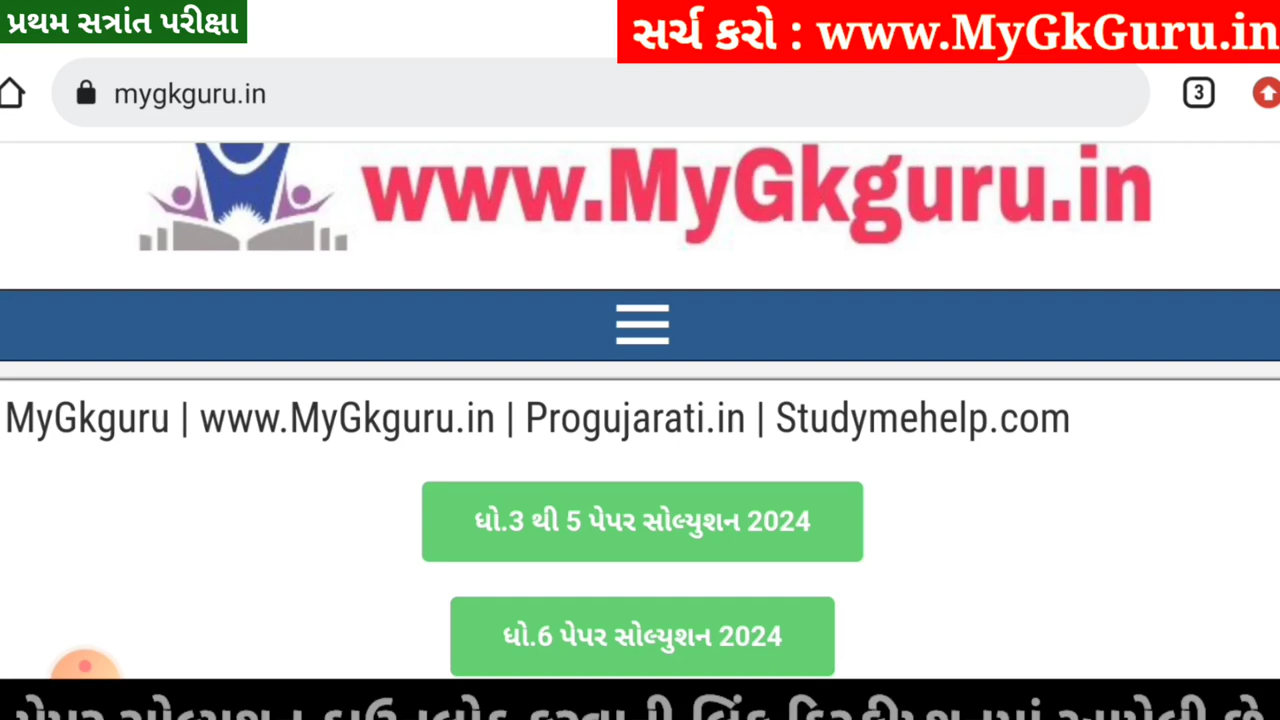 પ્રથમ સત્રાંત પરીક્ષા
સર્ચ કરો : www.MyGkGuru.in
mygkguru.in
3
www.MyGkguru.in
MyGkguru | www.MyGkguru.in | Progujarati.in | Studymehelp.com
ધો.3 થી 5 પેપર સોલ્યુશન 2024
ધો.6 પેપર સોલ્યુશન 2024